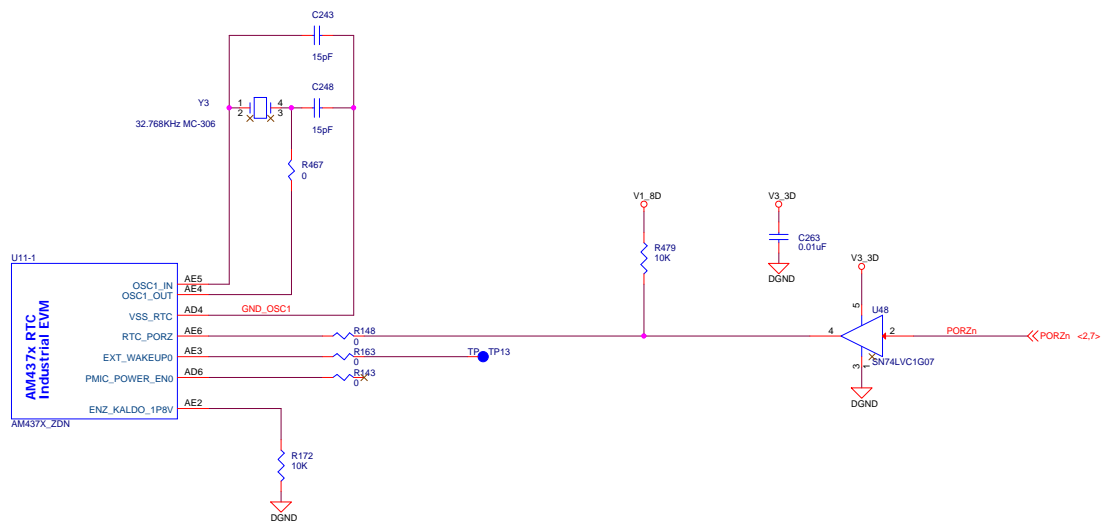 C243
15pF
C248
15pF
Y3
1
2
4
3
32.768KHz MC-306
R467
0
V1_8D
V3_3D
R479
10K
C263
0.01uF
DGND
V3_3D
U11-1
AM437x RTC
Industrial EVM
OSC1_IN
AE5
OSC1_OUT
AE4
VSS_RTC
AD4
GND_OSC1
RTC_PORZ
AE6
R148
0
EXT_WAKEUP0
AE3
R163
0
TP
TP13
PMIC_POWER_EN0
AD6
R143
0
ENZ_KALDO_1P8V
AE2
AM437X_ZDN
5
U48
4
2
PORZn
PORZn <2,7>
SN74LVC1G07
3
1
DGND
R172
10K
DGND